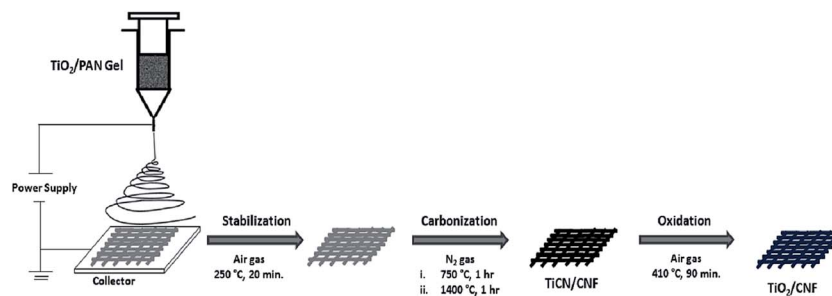 TiO₂/PAN Gel
Power Supply
Collector
Stabilization
Air gas
250 °C, 20 min.
Carbonization
N₂ gas
i. 750 °C, 1 hr
ii. 1400 °C, 1 hr
TiCN/CNF
Oxidation
Air gas
410 °C, 90 min.
TiO₂/CNF